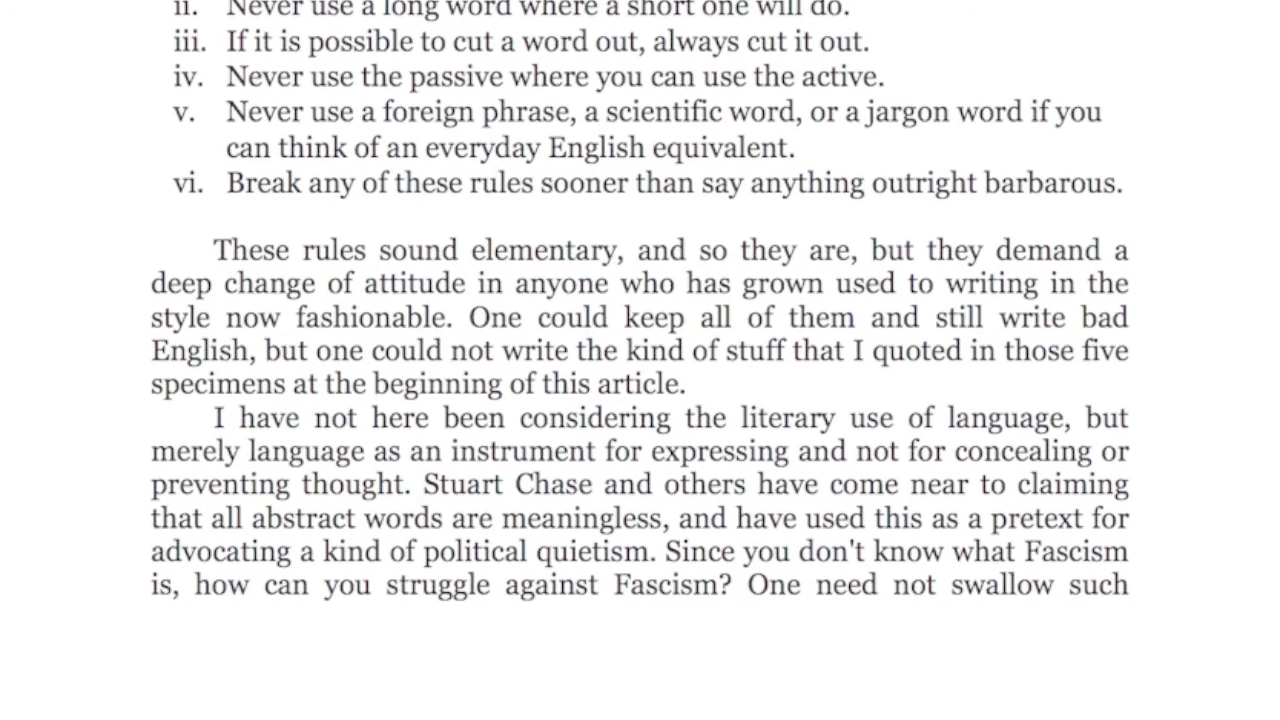 ii. Never use a long word where a short one will do.
iii. If it is possible to cut a word out, always cut it out.
iv. Never use the passive where you can use the active.
v. Never use a foreign phrase, a scientific word, or a jargon word if you
can think of an everyday English equivalent.
vi. Break any of these rules sooner than say anything outright barbarous.
These rules sound elementary, and so they are, but they demand a
deep change of attitude in anyone who has grown used to writing in the
style now fashionable. One could keep all of them and still write bad
English, but one could not write the kind of stuff that I quoted in those five
specimens at the beginning of this article.
I have not here been considering the literary use of language, but
merely language as an instrument for expressing and not for concealing or
preventing thought. Stuart Chase and others have come near to claiming
that all abstract words are meaningless, and have used this as a pretext for
advocating a kind of political quietism. Since you don't know what Fascism
is, how can you struggle against Fascism? One need not swallow such